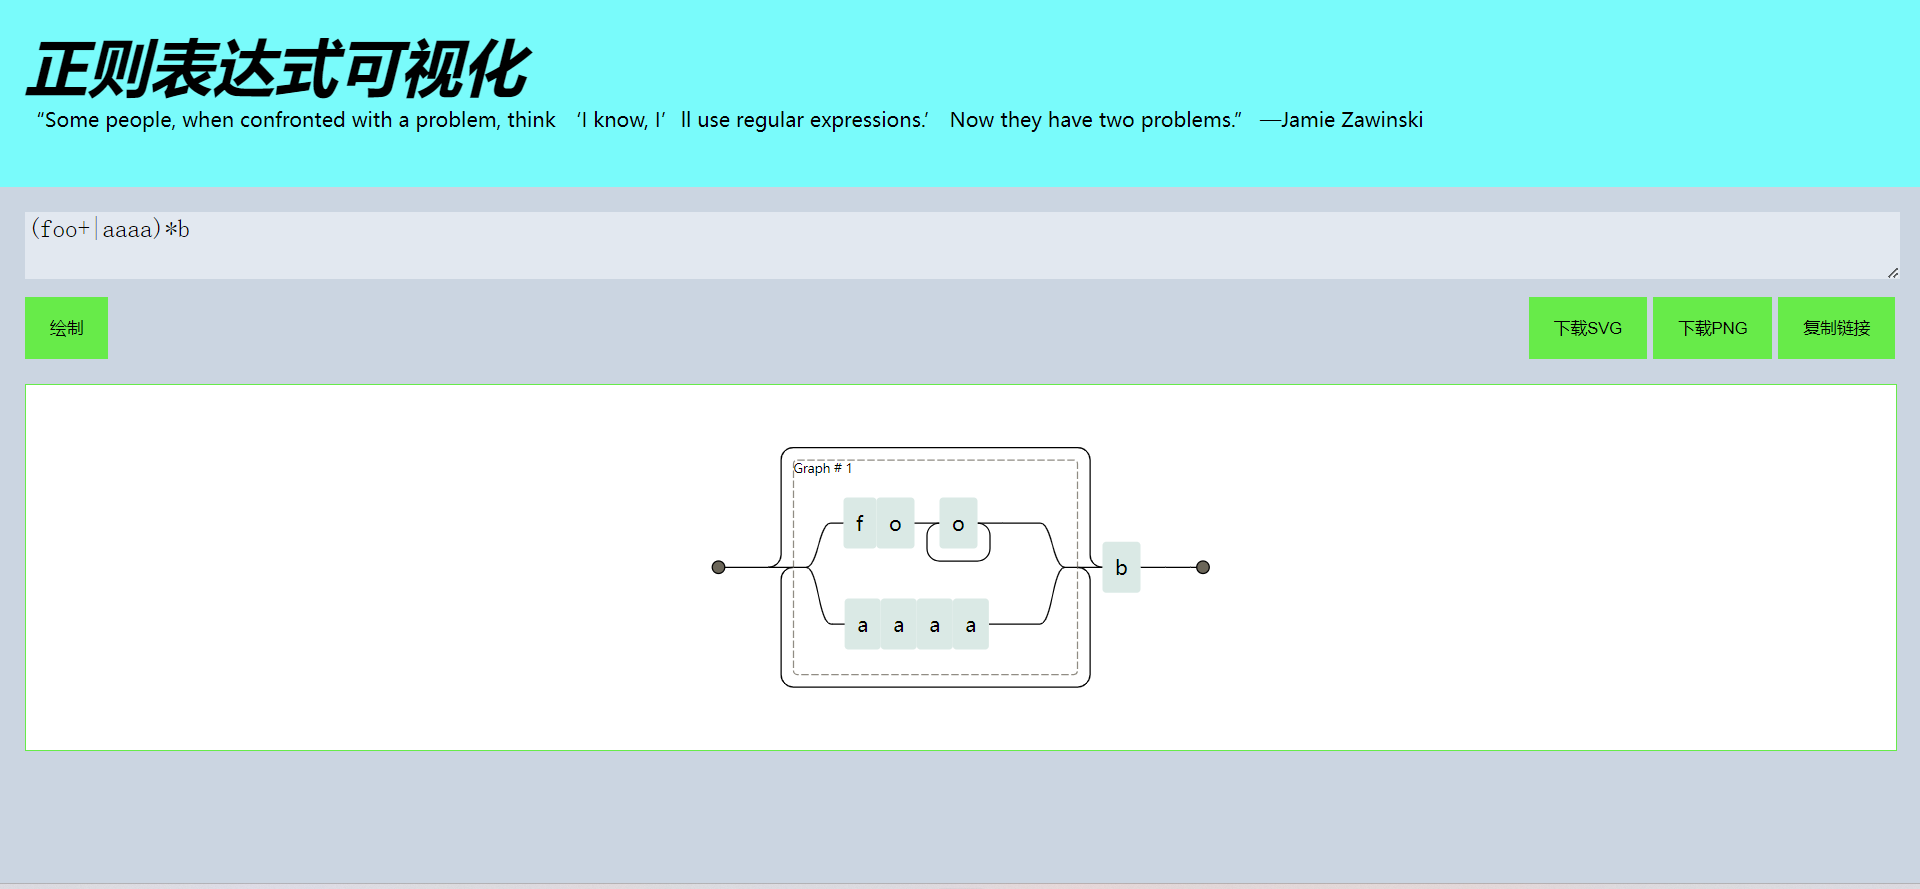 正则表达式可视化
“Some people, when confronted with a problem, think ‘I know, I’ll use regular expressions.’ Now they have two problems.” —Jamie Zawinski
(foo+|aaaa)*b
绘制
下载SVG
下载PNG
复制链接
Graph # 1
f o o
b
a a a a